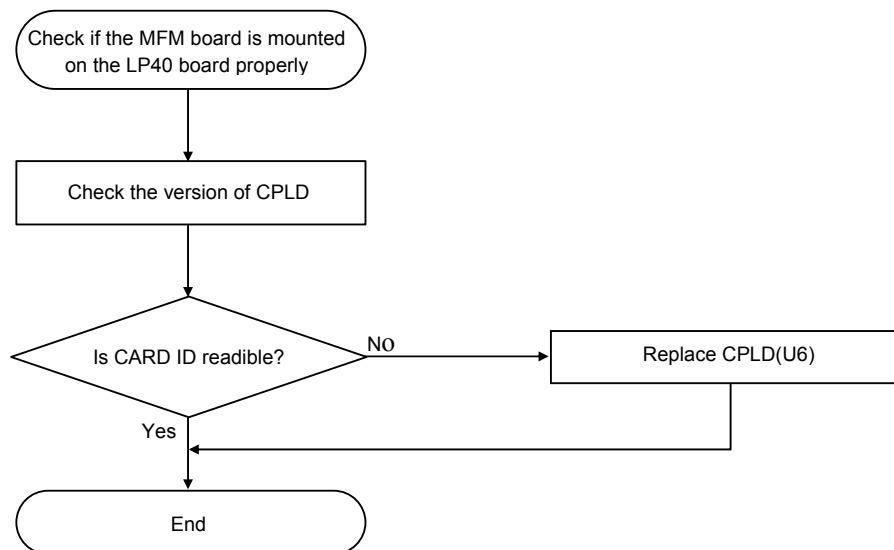 Check if the MFM board is mounted
on the LP40 board properly
Check the version of CPLD
Is CARD ID readible?
No
Replace CPLD(U6)
Yes
End